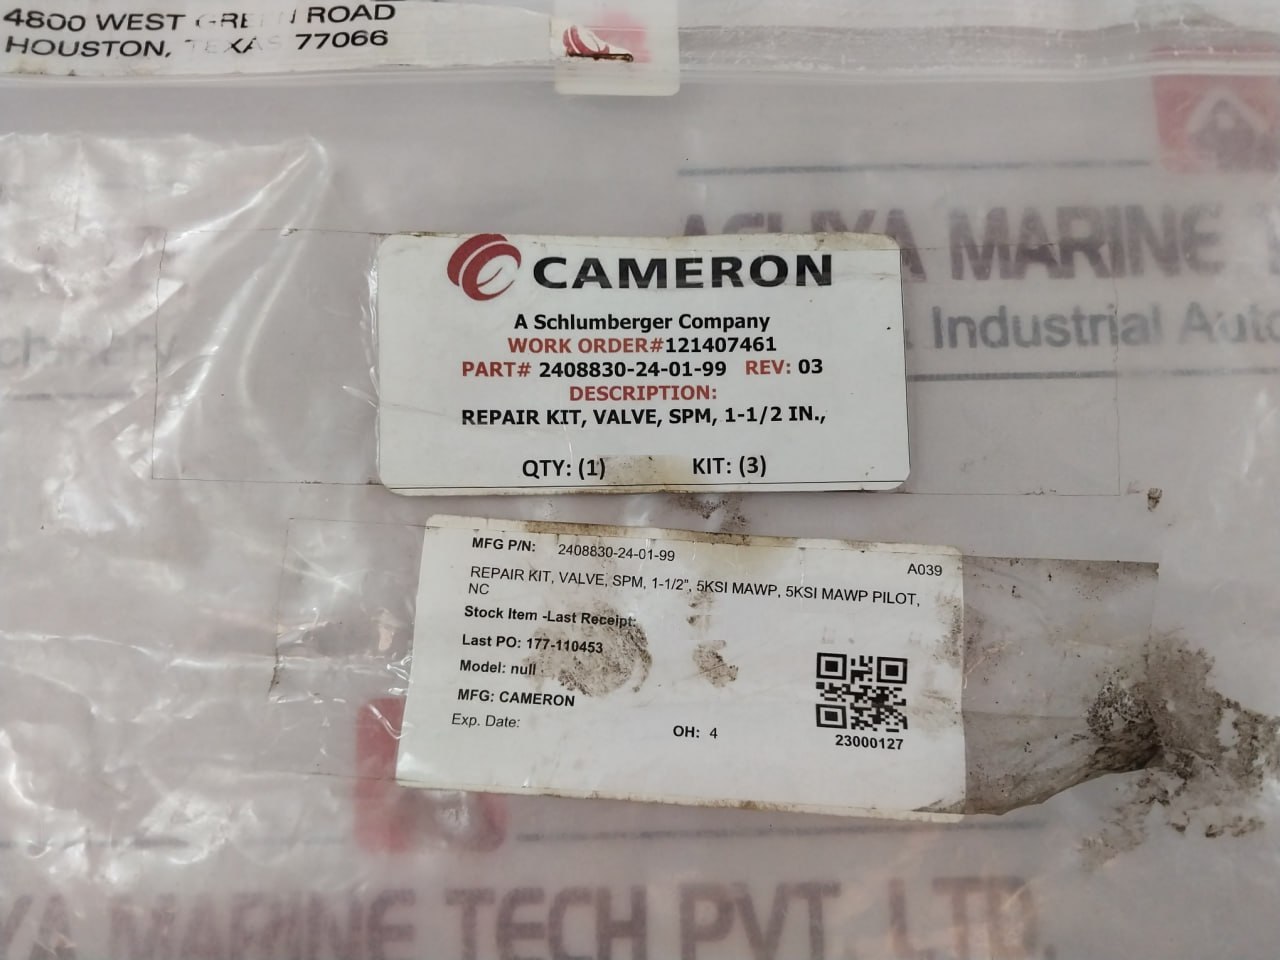 4800 WEST GREEN ROAD
HOUSTON, TEXAS 77066
MARINE
Industrial
CAMERON
A Schlumberger Company
WORK ORDER#121407461
PART# 2408830-24-01-99 REV: 03
DESCRIPTION:
REPAIR KIT, VALVE, SPM, 1-1/2 IN.,
QTY: (1) KIT: (3)
MFG P/N: 2408830-24-01-99
A039
REPAIR KIT, VALVE, SPM, 1-1/2", 5KSI MAWP, 5KSI MAWP PILOT,
NC
Stock Item -Last Receipt:
Last PO: 177-110453
Model: null
MFG: CAMERON
Exp. Date:
OH: 4
23000127
MARINE TECH PVT. LTD.